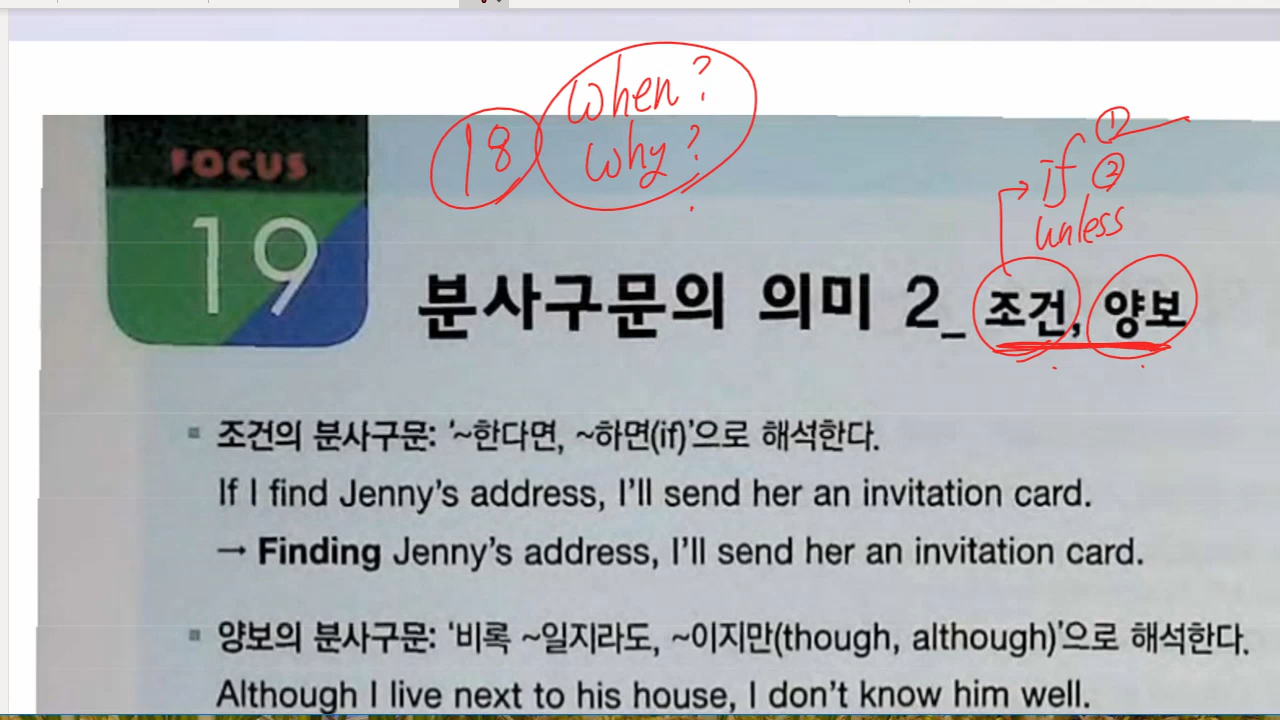 when?
18 why?
if ①
②
unless
FOCUS
19
분사구문의 의미 2_ 조건, 양보
조건의 분사구문: ‘~한다면, ~하면(if)’으로 해석한다.
If I find Jenny’s address, I’ll send her an invitation card.
→ Finding Jenny’s address, I’ll send her an invitation card.
양보의 분사구문: ‘비록 ~일지라도, ~이지만(though, although)’으로 해석한다.
Although I live next to his house, I don’t know him well.